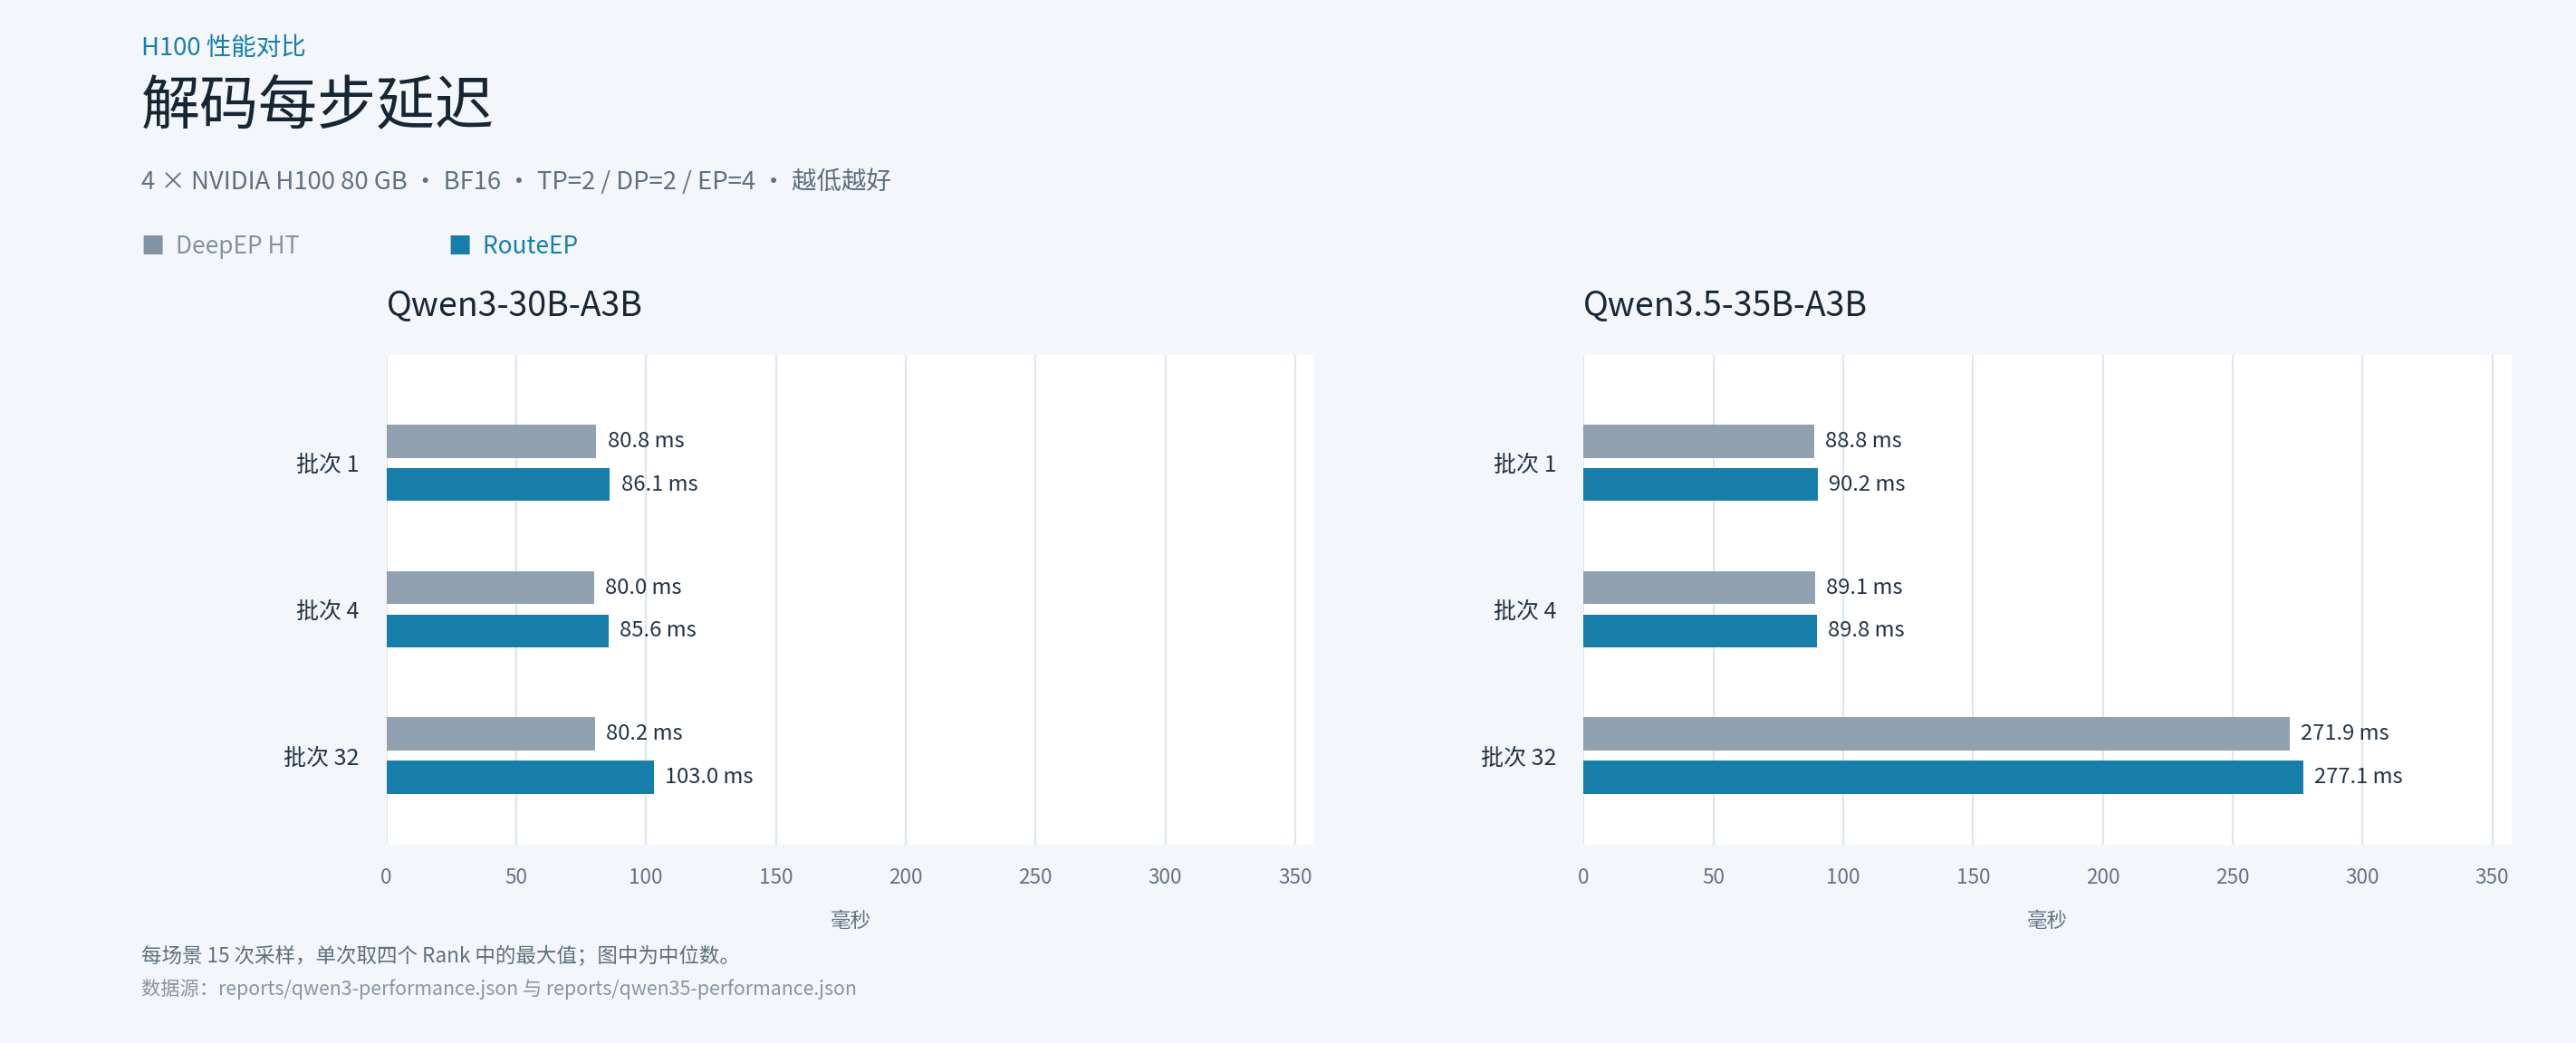 H100 性能对比
解码每步延迟
4 × NVIDIA H100 80 GB • BF16 • TP=2 / DP=2 / EP=4 • 越低越好
DeepEP HT
RouteEP
Qwen3-30B-A3B
批次 1
80.8 ms
86.1 ms
批次 4
80.0 ms
85.6 ms
批次 32
80.2 ms
103.0 ms
0 50 100 150 200 250 300 350
毫秒
Qwen3.5-35B-A3B
批次 1
88.8 ms
90.2 ms
批次 4
89.1 ms
89.8 ms
批次 32
271.9 ms
277.1 ms
0 50 100 150 200 250 300 350
毫秒
每场景 15 次采样，单次取四个 Rank 中的最大值；图中为中位数。
数据源：reports/qwen3-performance.json 与 reports/qwen35-performance.json